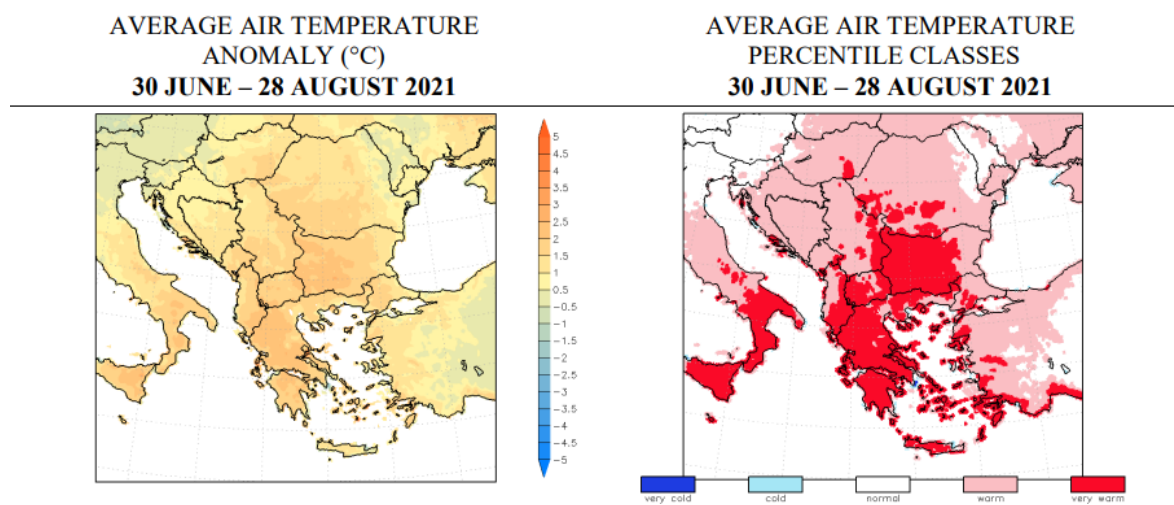 AVERAGE AIR TEMPERATURE
ANOMALY (°C)
30 JUNE – 28 AUGUST 2021
AVERAGE AIR TEMPERATURE
PERCENTILE CLASSES
30 JUNE – 28 AUGUST 2021
5
4.5
4
3.5
3
2.5
2
1.5
1
0.5
−0.5
−1
−1.5
−2
−2.5
−3
−3.5
−4
−4.5
−5
very cold
cold
normal
warm
very warm